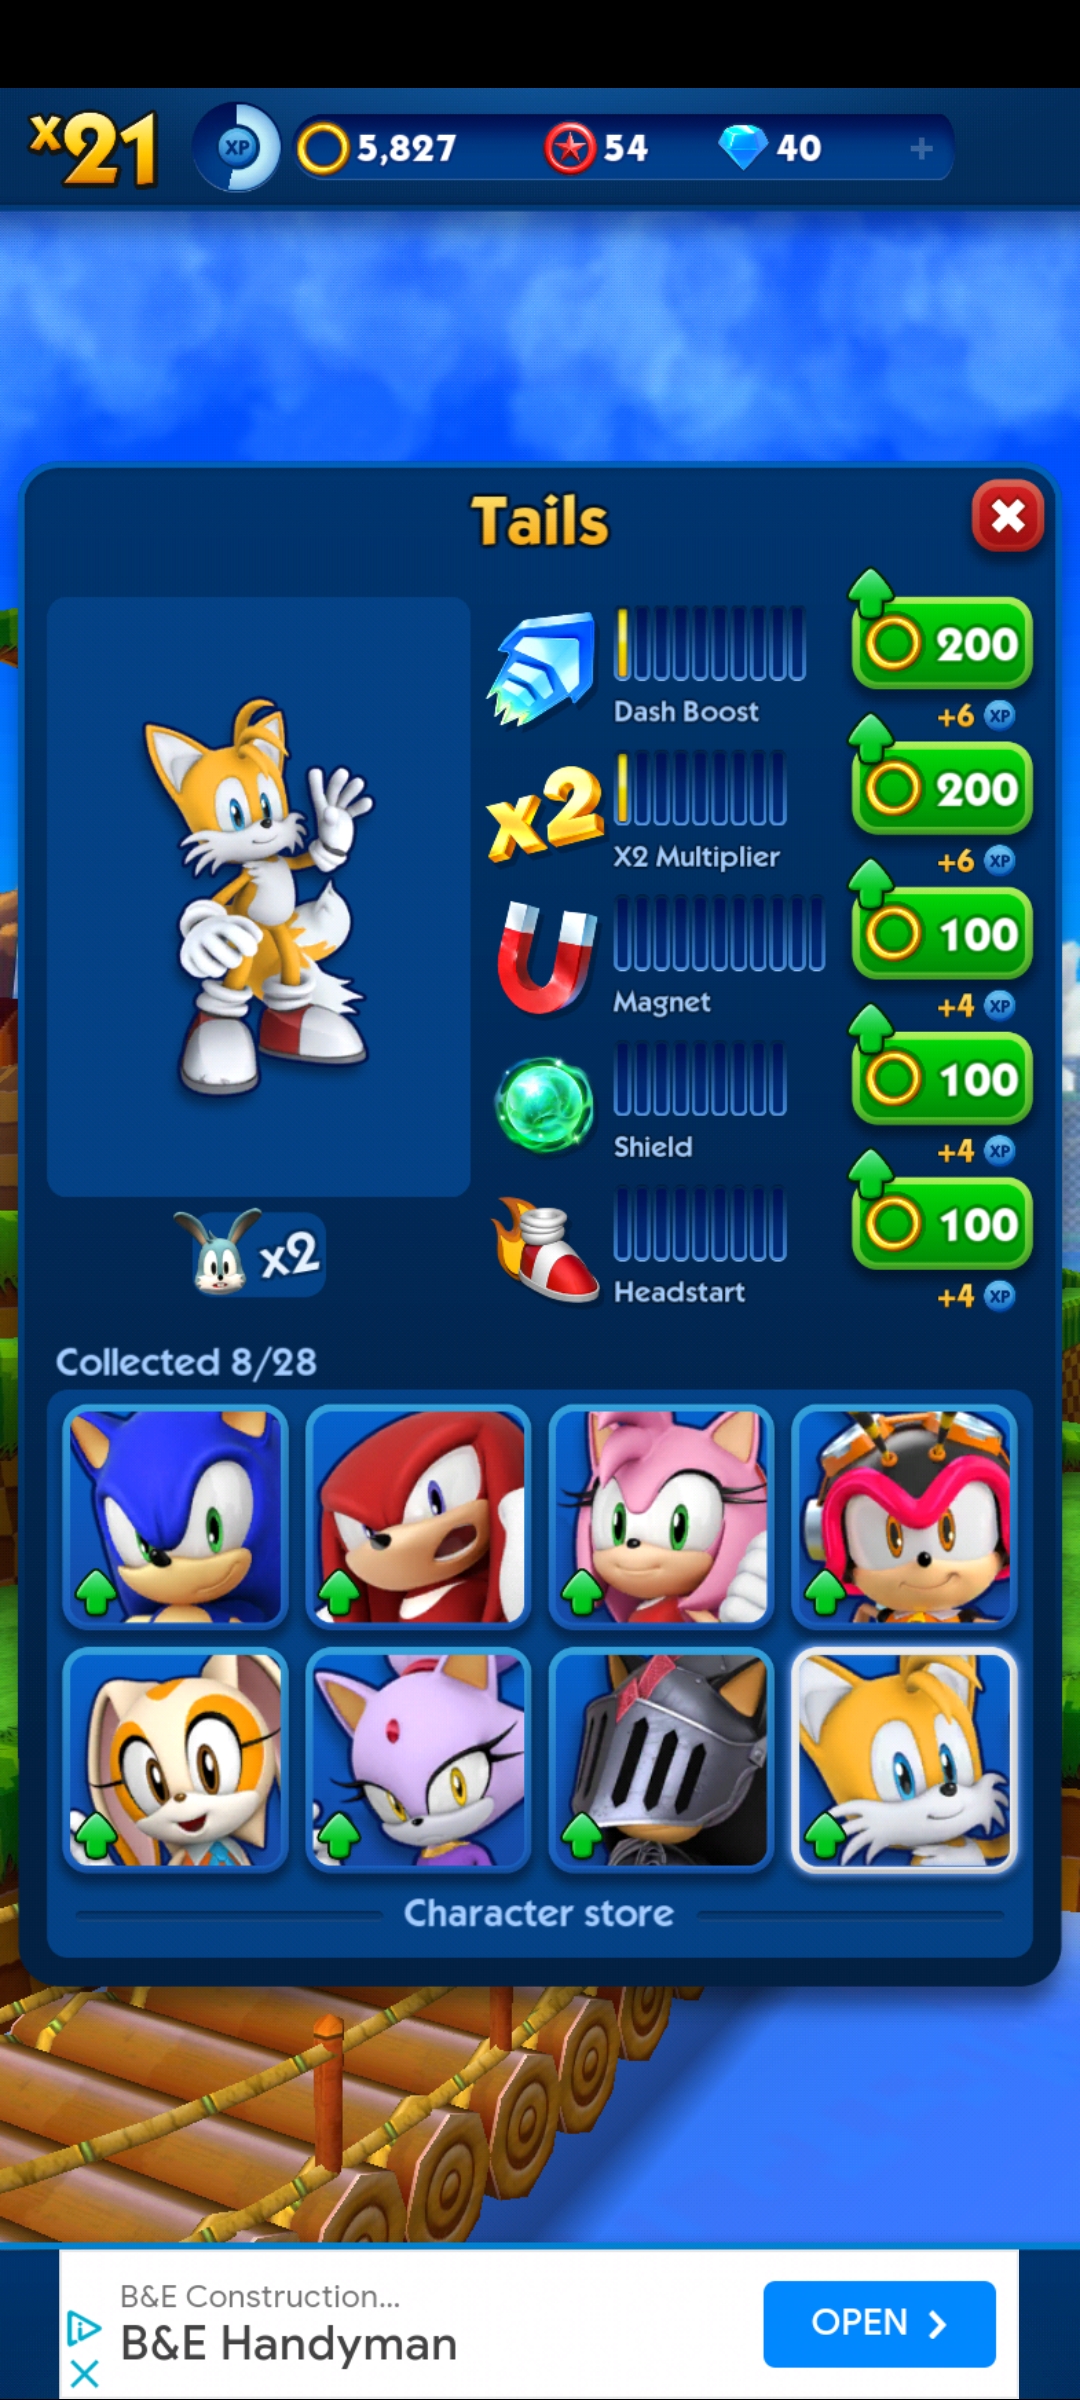 x21 XP 5,827 54 40 +
Tails
200
Dash Boost
+6 XP
x2
200
X2 Multiplier
+6 XP
100
Magnet
+4 XP
100
Shield
+4 XP
x2
100
Headstart
+4 XP
Collected 8/28
Character store
B&E Construction...
B&E Handyman
OPEN